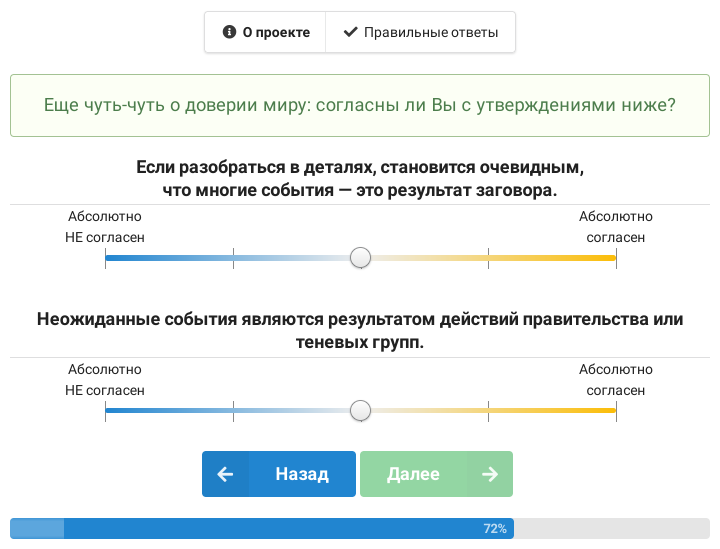 О проекте
Правильные ответы
Еще чуть-чуть о доверии миру: согласны ли Вы с утверждениями ниже?
Если разобраться в деталях, становится очевидным,
что многие события — это результат заговора.
Абсолютно
НЕ согласен
Абсолютно
согласен
Неожиданные события являются результатом действий правительства или
теневых групп.
Абсолютно
НЕ согласен
Абсолютно
согласен
Назад
Далее
72%